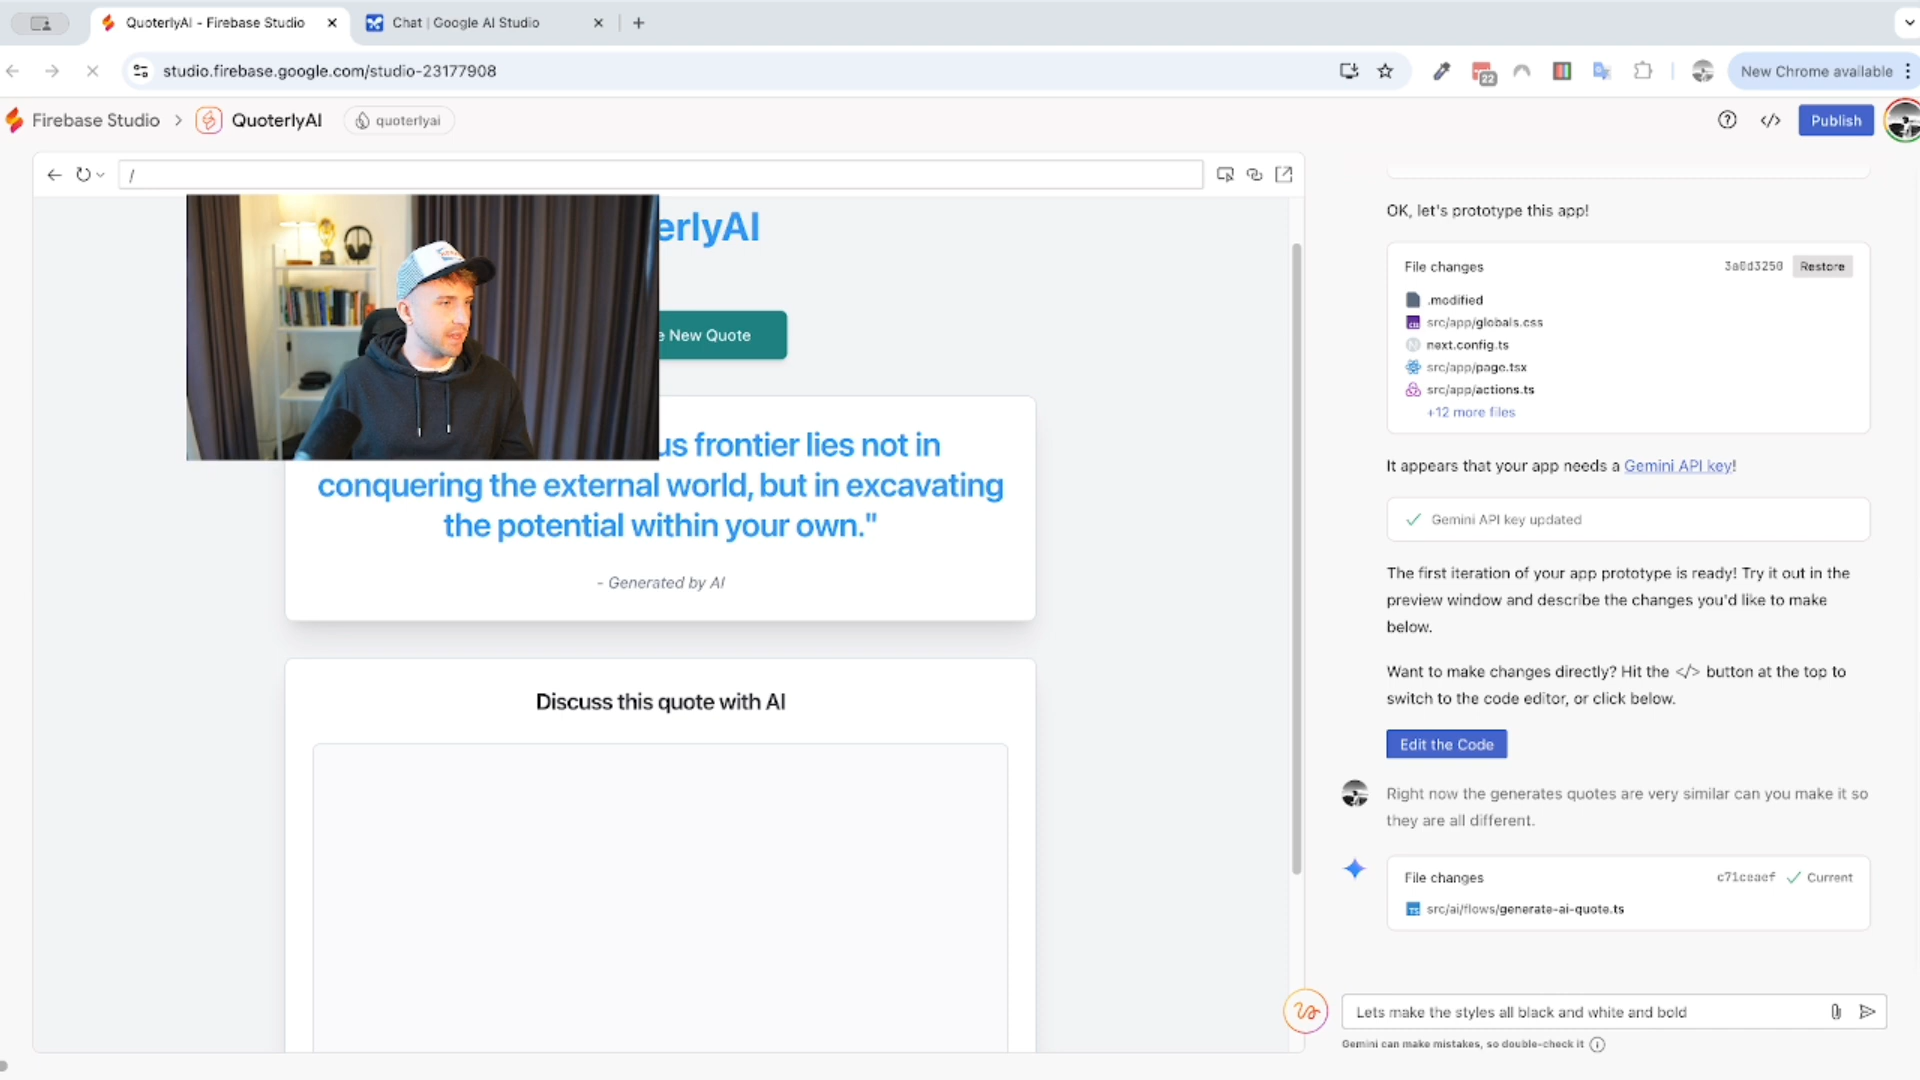 QuoterlyAI - Firebase Studio
Chat | Google AI Studio
studio.firebase.google.com/studio-23177908
22
New Chrome available
Firebase Studio > QuoterlyAI
quoterlyai
Publish
/
erlyAI
e New Quote
us frontier lies not in
conquering the external world, but in excavating
the potential within your own."
- Generated by AI
Discuss this quote with AI
OK, let's prototype this app!
File changes 3a0d3250 Restore
.modified
src/app/globals.css
next.config.ts
src/app/page.tsx
src/app/actions.ts
+12 more files
It appears that your app needs a Gemini API key!
Gemini API key updated
The first iteration of your app prototype is ready! Try it out in the
preview window and describe the changes you'd like to make
below.
Want to make changes directly? Hit the </> button at the top to
switch to the code editor, or click below.
Edit the Code
Right now the generates quotes are very similar can you make it so
they are all different.
File changes c71ceaef Current
src/ai/flows/generate-ai-quote.ts
Lets make the styles all black and white and bold
Gemini can make mistakes, so double-check it